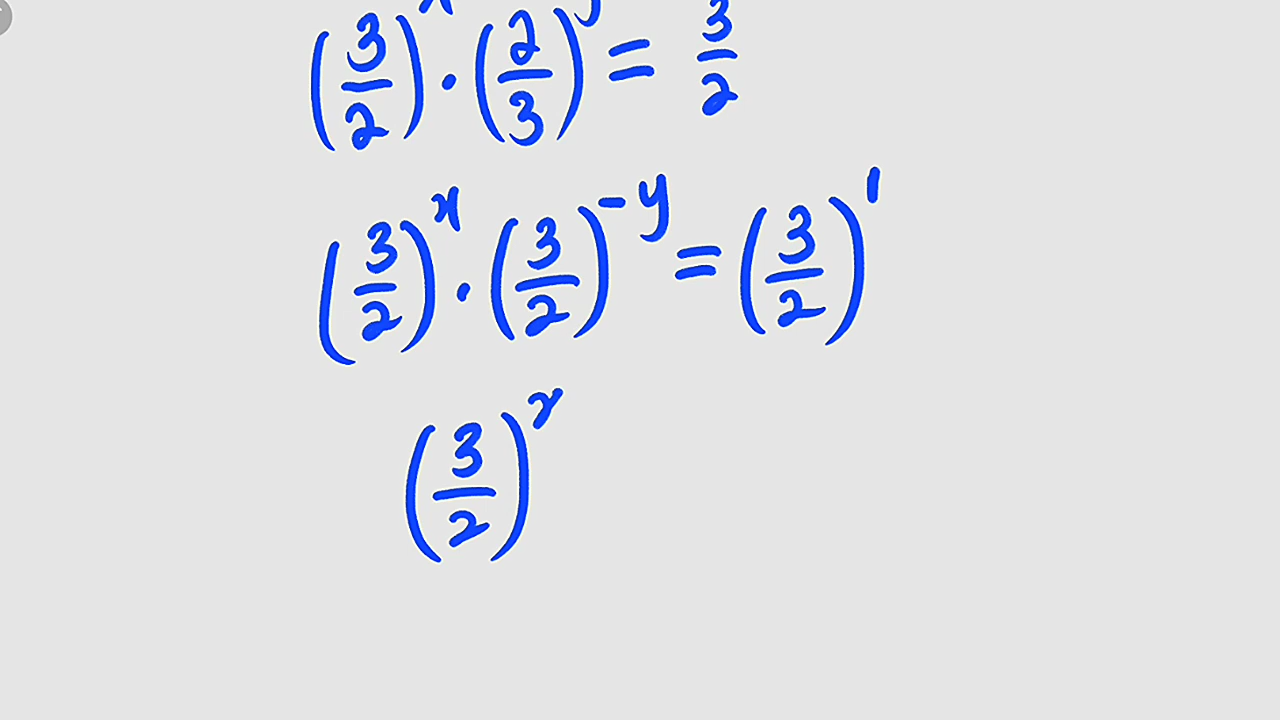 (3/2)^x · (2/3)^y = 3/2
(3/2)^x · (3/2)^-y = (3/2)^1
(3/2)^x